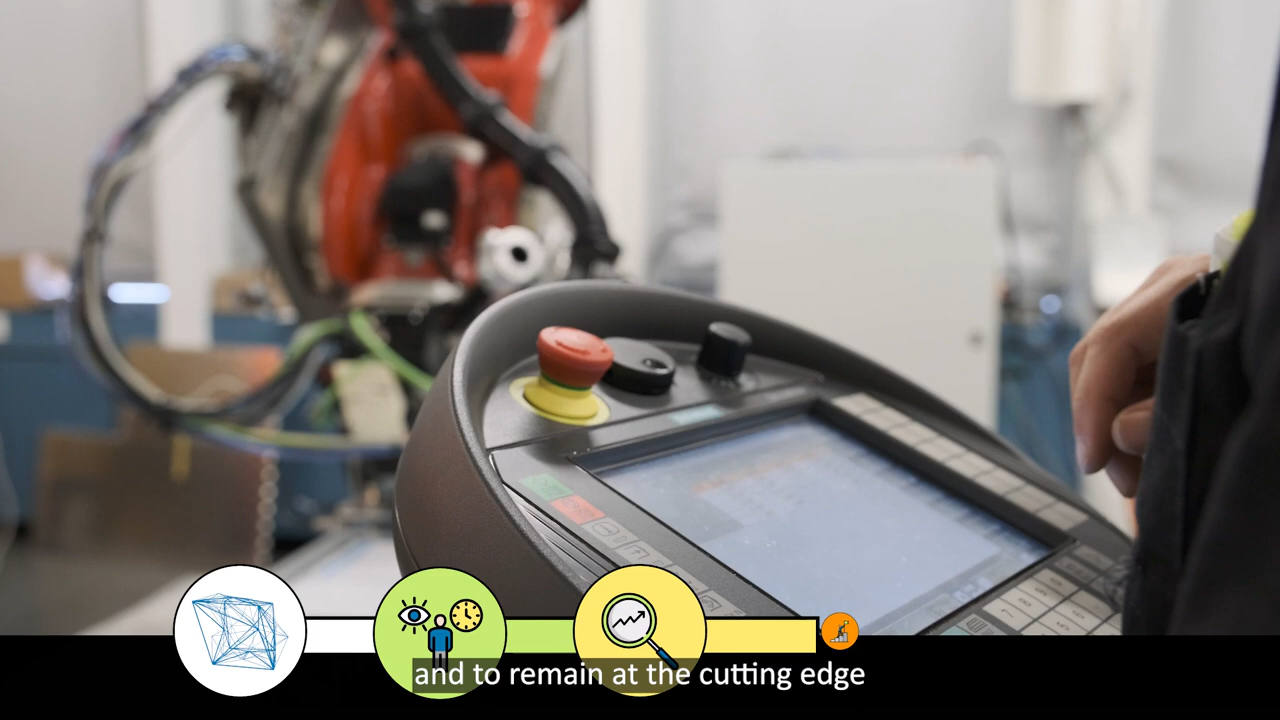 and to remain at the cutting edge